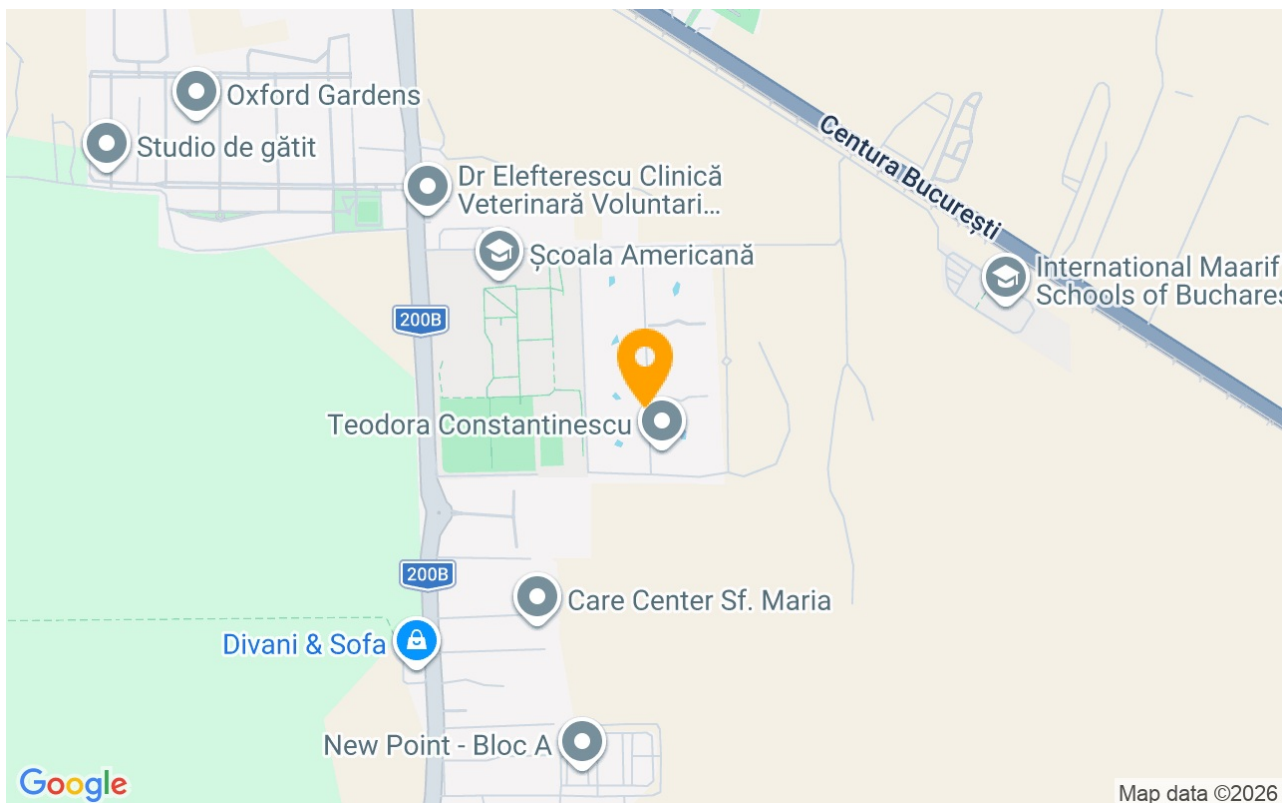 Oxford Gardens
Studio de gătit
Centura București
Dr Elefterescu Clinică
Veterinară Voluntari...
Școala Americană
International Maarif
Schools of Buchares
200B
Teodora Constantinescu
200B
Care Center Sf. Maria
Divani & Sofa
New Point - Bloc A
Google
Map data ©2026